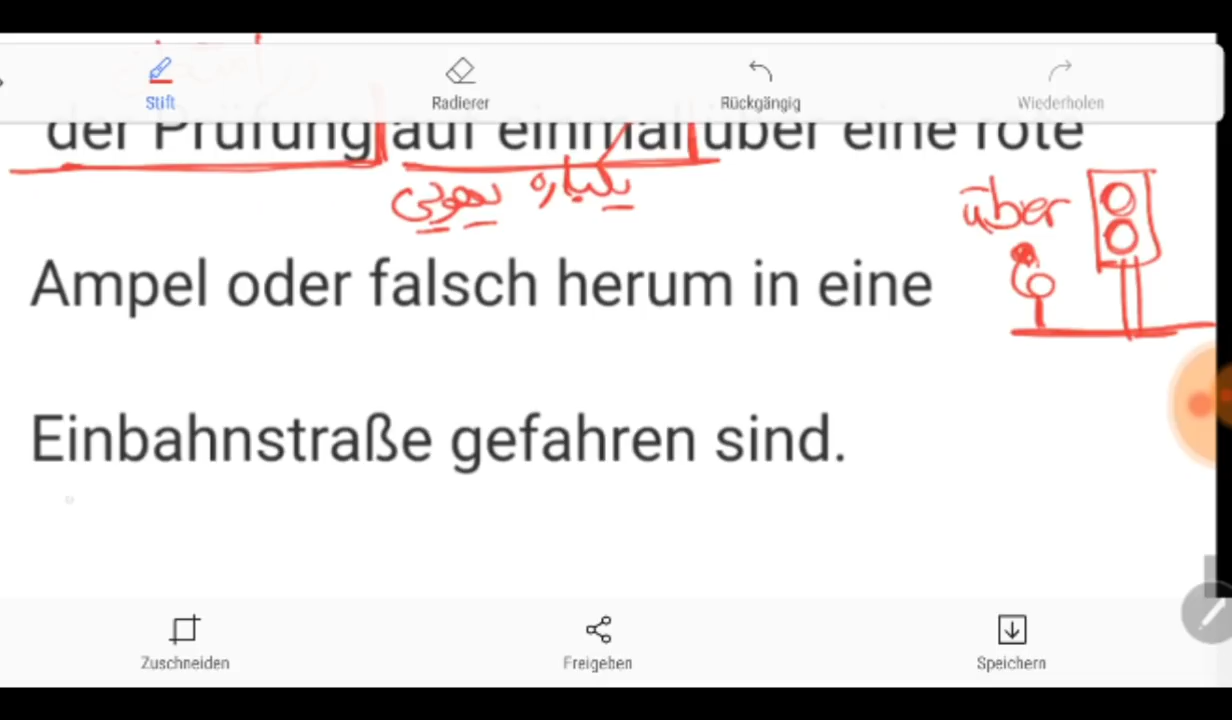 Stift
Radierer
Rückgängig
Wiederholen
der Prüfung auf einmal über eine rote
یکباره
über
Ampel oder falsch herum in eine
Einbahnstraße gefahren sind.
Zuschneiden
Freigeben
Speichern